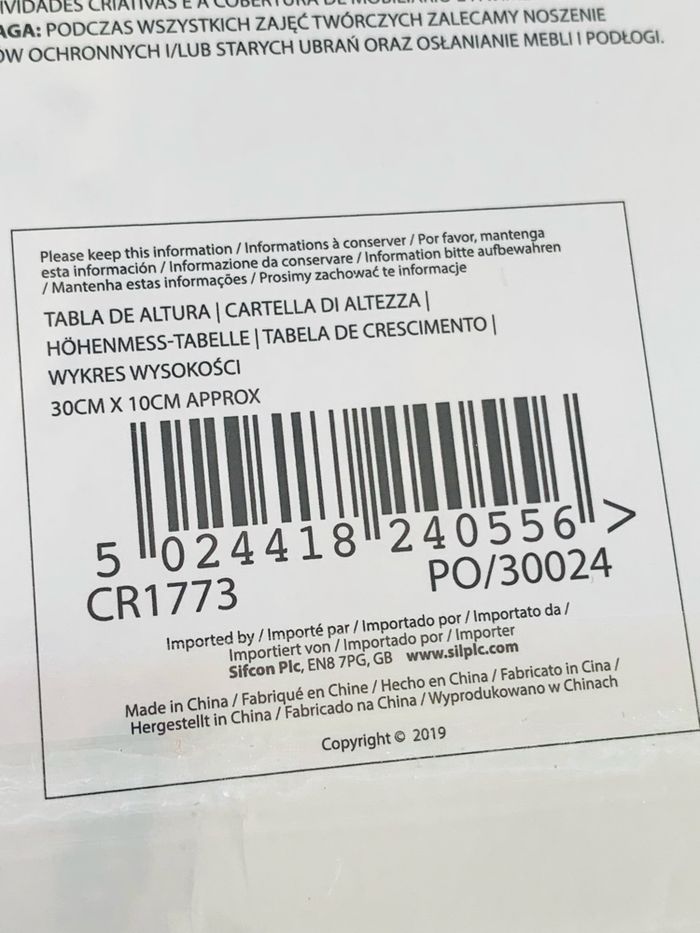 IVIDADES CRIATIVAS E A
AGA: PODCZAS WSZYSTKICH ZAJĘĆ TWÓRCZYCH ZALECAMY NOSZENIE
ÓW OCHRONNYCH I/LUB STARYCH UBRAŃ ORAZ OSŁANIANIE MEBLI I PODŁOGI.
Please keep this information / Informations à conserver / Por favor, mantenga
esta información / Informazione da conservare / Information bitte aufbewahren
/ Mantenha estas informações / Prosimy zachować te informacje
TABLA DE ALTURA | CARTELLA DI ALTEZZA |
HÖHENMESS-TABELLE | TABELA DE CRESCIMENTO |
WYKRES WYSOKOŚCI
30CM X 10CM APPROX
5 024418 240556 >
CR1773 PO/30024
Imported by / Importé par / Importado por / Importato da /
Importiert von / Importado por / Importer
Sifcon Plc, EN8 7PG, GB www.silplc.com
Made in China / Fabriqué en Chine / Hecho en China / Fabricato in Cina /
Hergestellt in China / Fabricado na China / Wyprodukowano w Chinach
Copyright © 2019